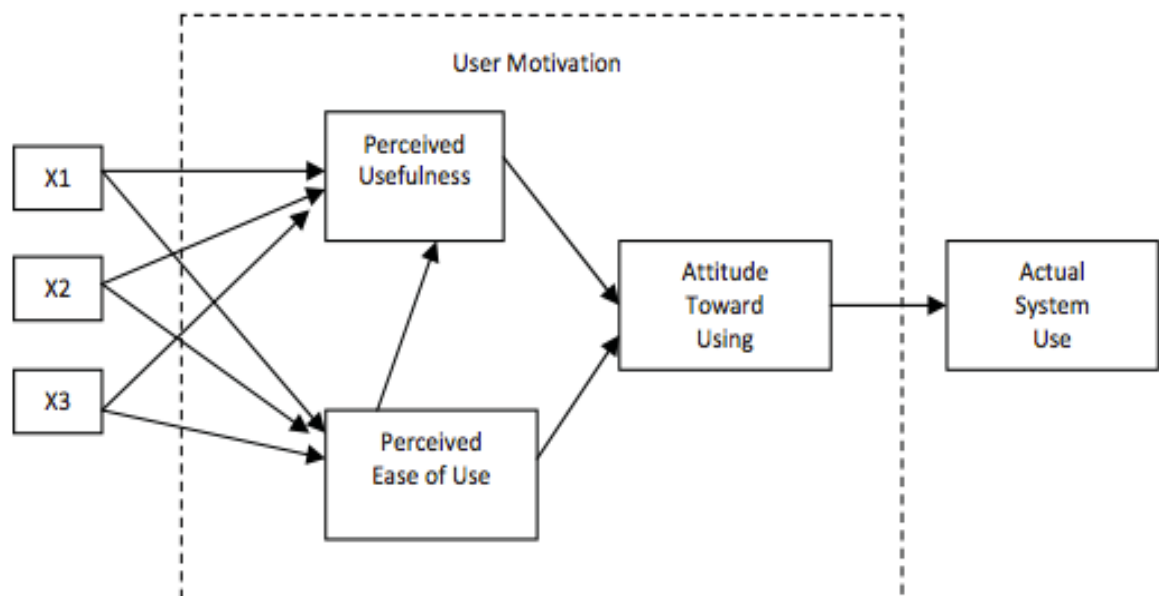 User Motivation
X1
X2
X3
Perceived
Usefulness
Perceived
Ease of Use
Attitude
Toward
Using
Actual
System
Use